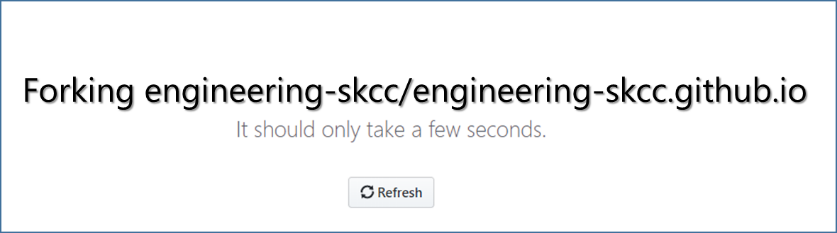 Forking engineering-skcc/engineering-skcc.github.io
It should only take a few seconds.
Refresh